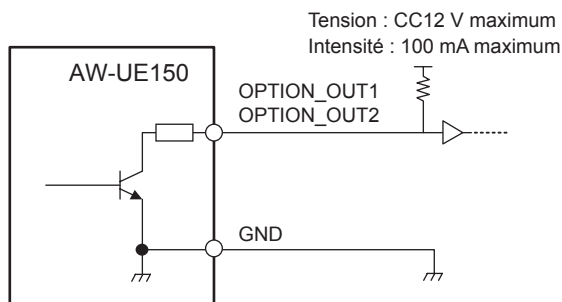 Tension : CC12 V maximum
Intensité : 100 mA maximum
AW-UE150
OPTION_OUT1
OPTION_OUT2
GND